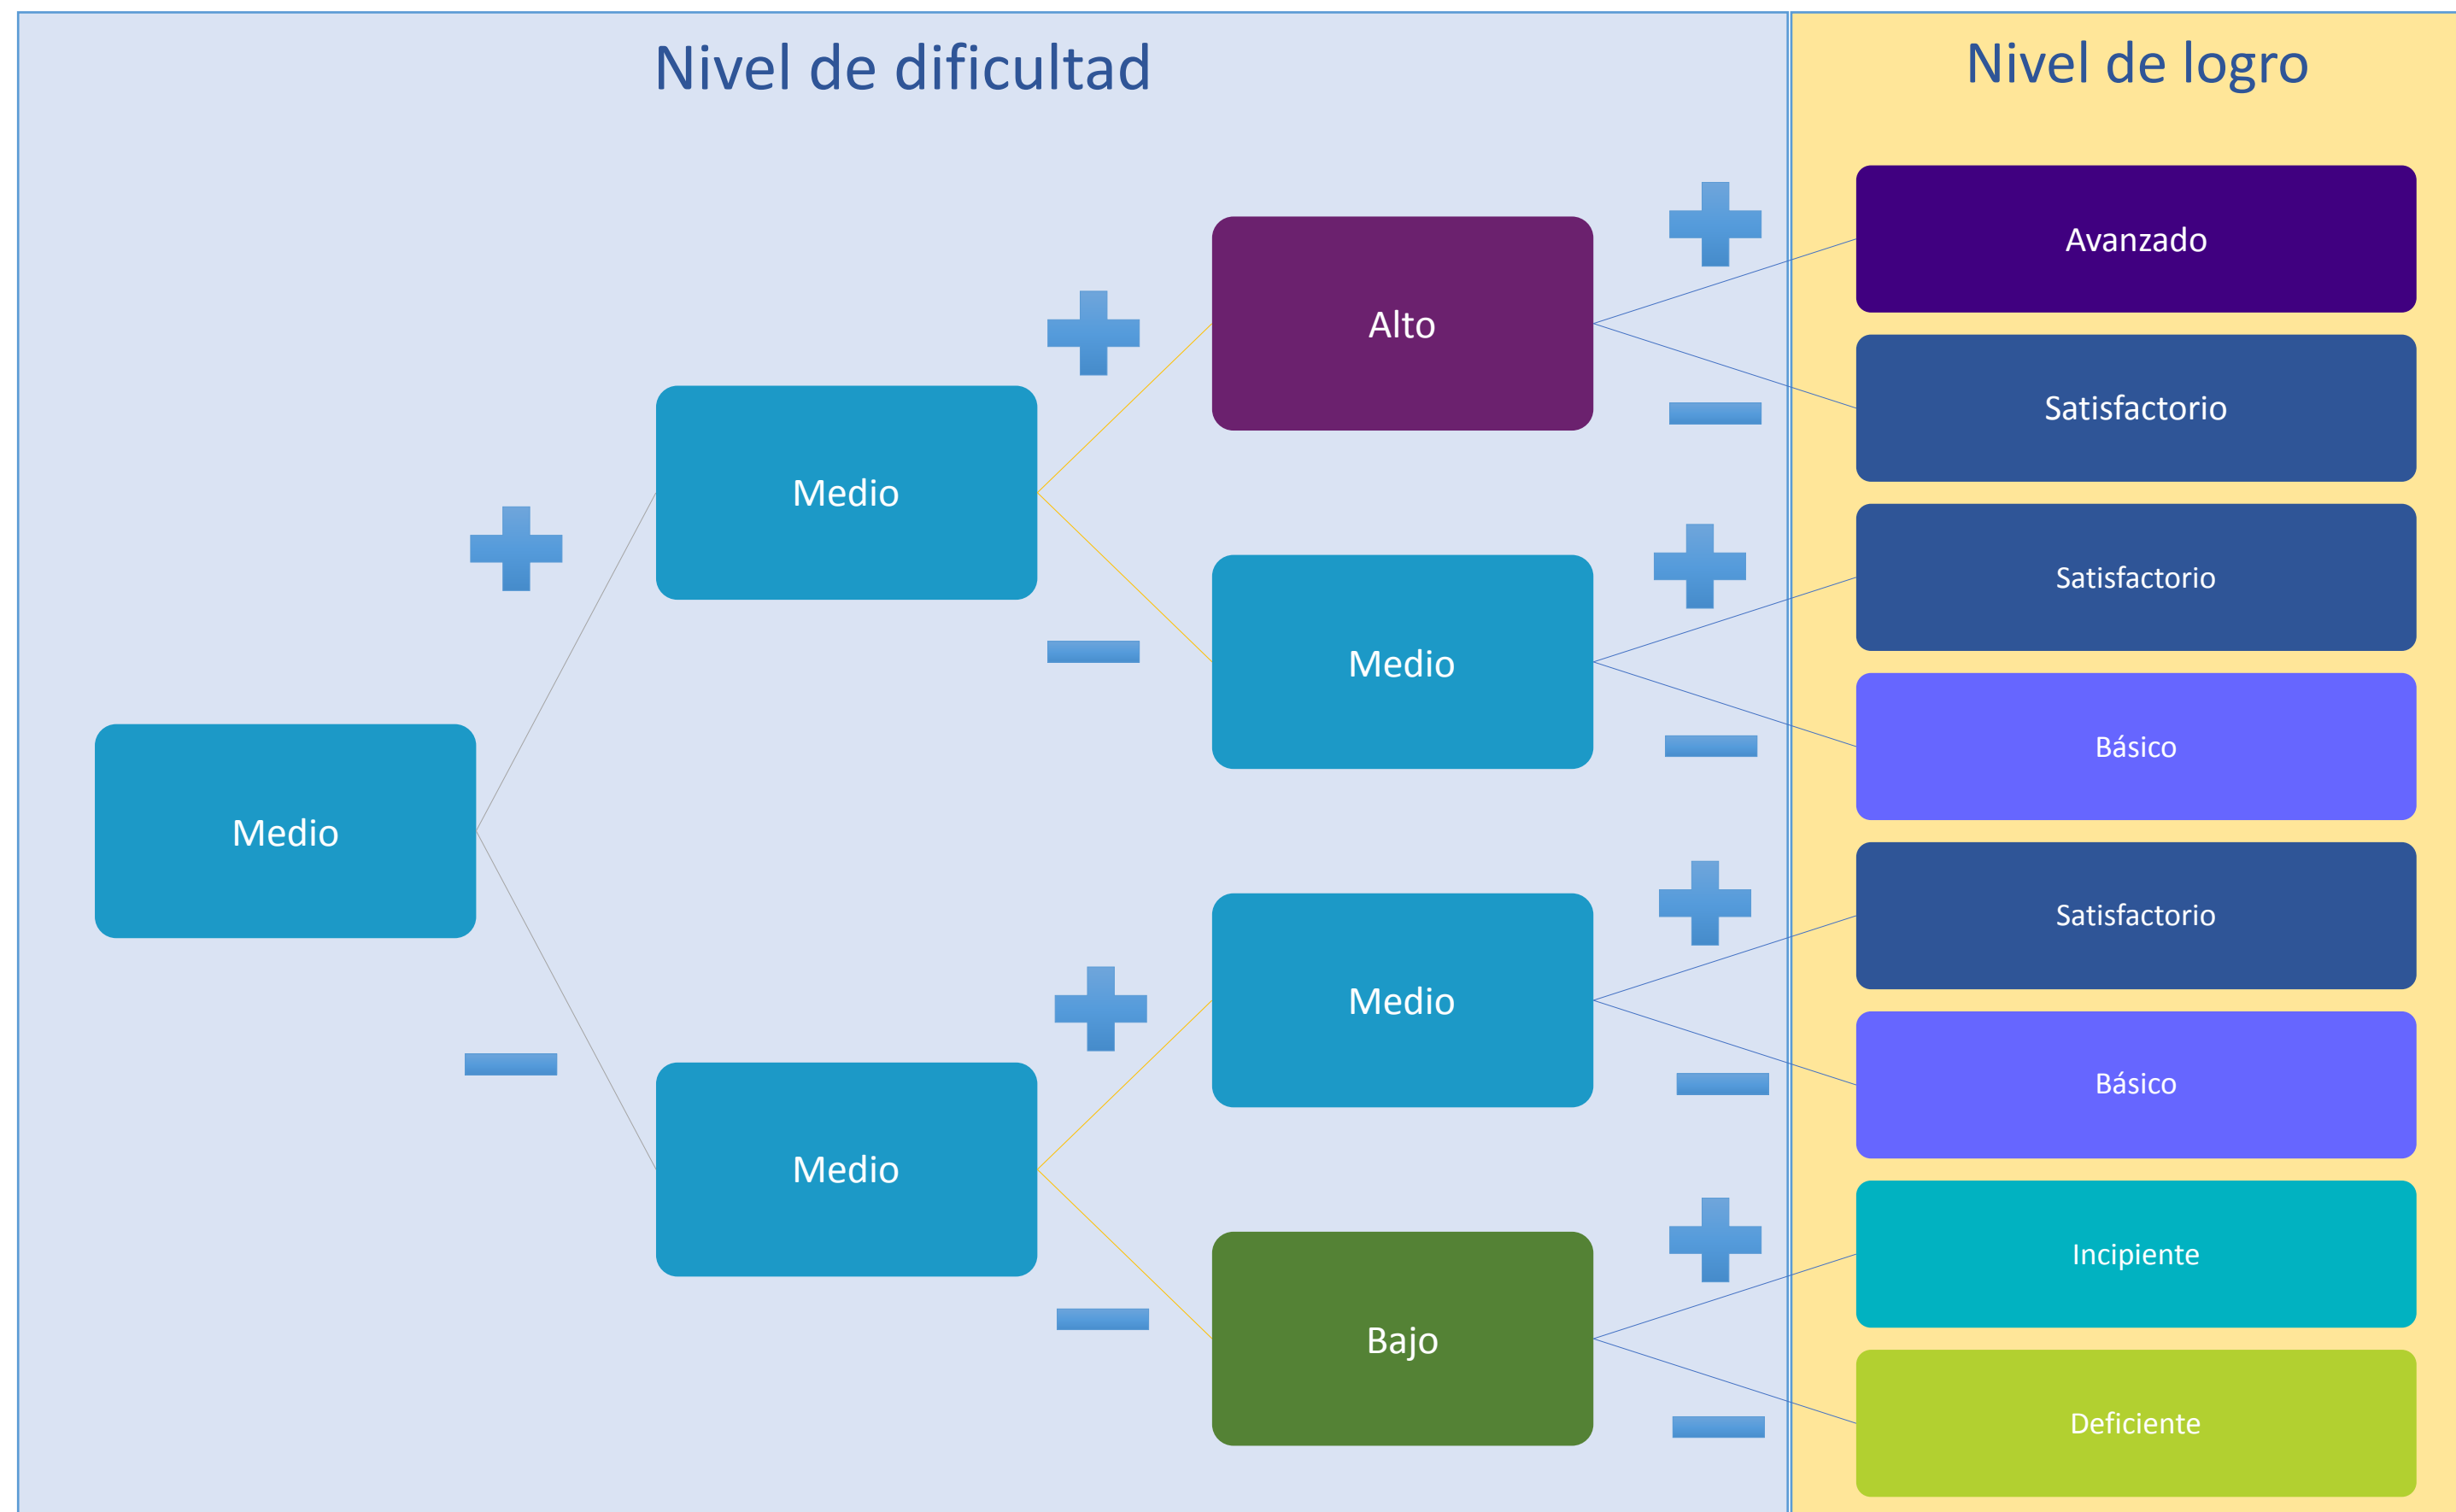 Nivel de dificultad
Nivel de logro
Medio
Medio
Medio
Alto
Medio
Medio
Bajo
Avanzado
Satisfactorio
Satisfactorio
Básico
Satisfactorio
Básico
Incipiente
Deficiente